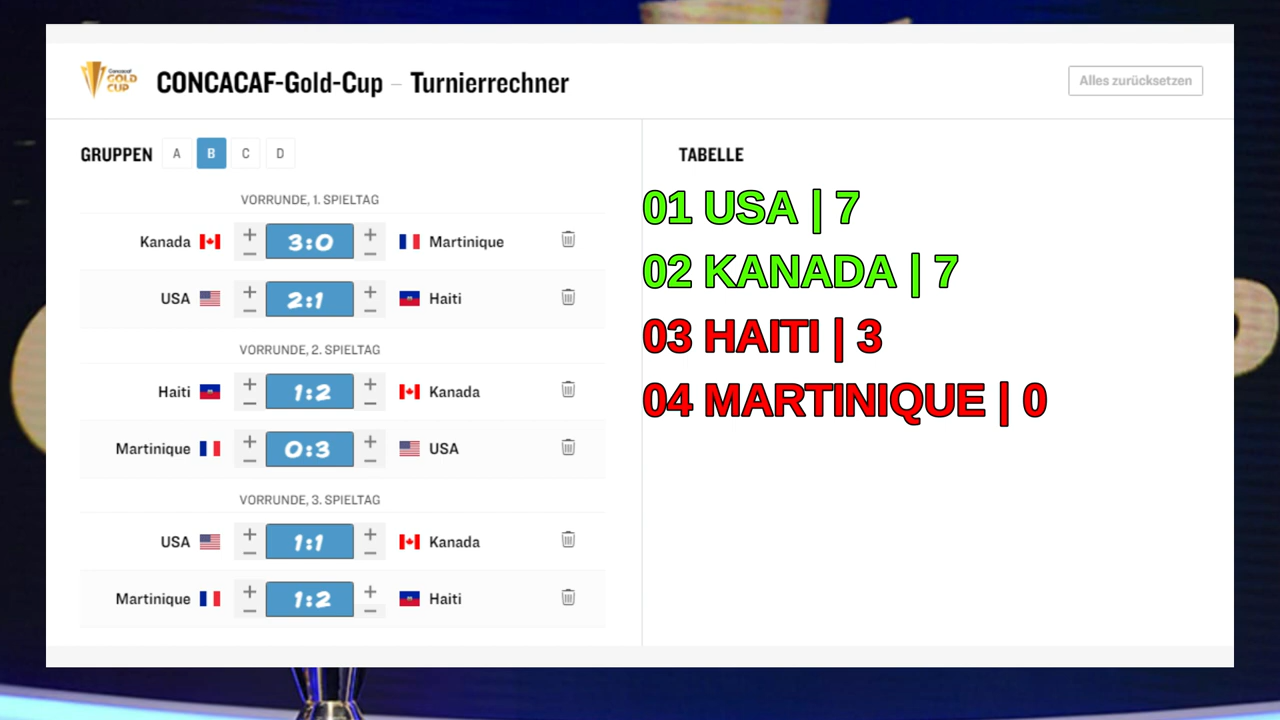 Concacaf
GOLD
CUP
CONCACAF-Gold-Cup – Turnierrechner
Alles zurücksetzen
GRUPPEN A B C D
VORRUNDE, 1. SPIELTAG
Kanada + − 3:0 + − Martinique
USA + − 2:1 + − Haiti
VORRUNDE, 2. SPIELTAG
Haiti + − 1:2 + − Kanada
Martinique + − 0:3 + − USA
VORRUNDE, 3. SPIELTAG
USA + − 1:1 + − Kanada
Martinique + − 1:2 + − Haiti
TABELLE
01 USA | 7
02 KANADA | 7
03 HAITI | 3
04 MARTINIQUE | 0